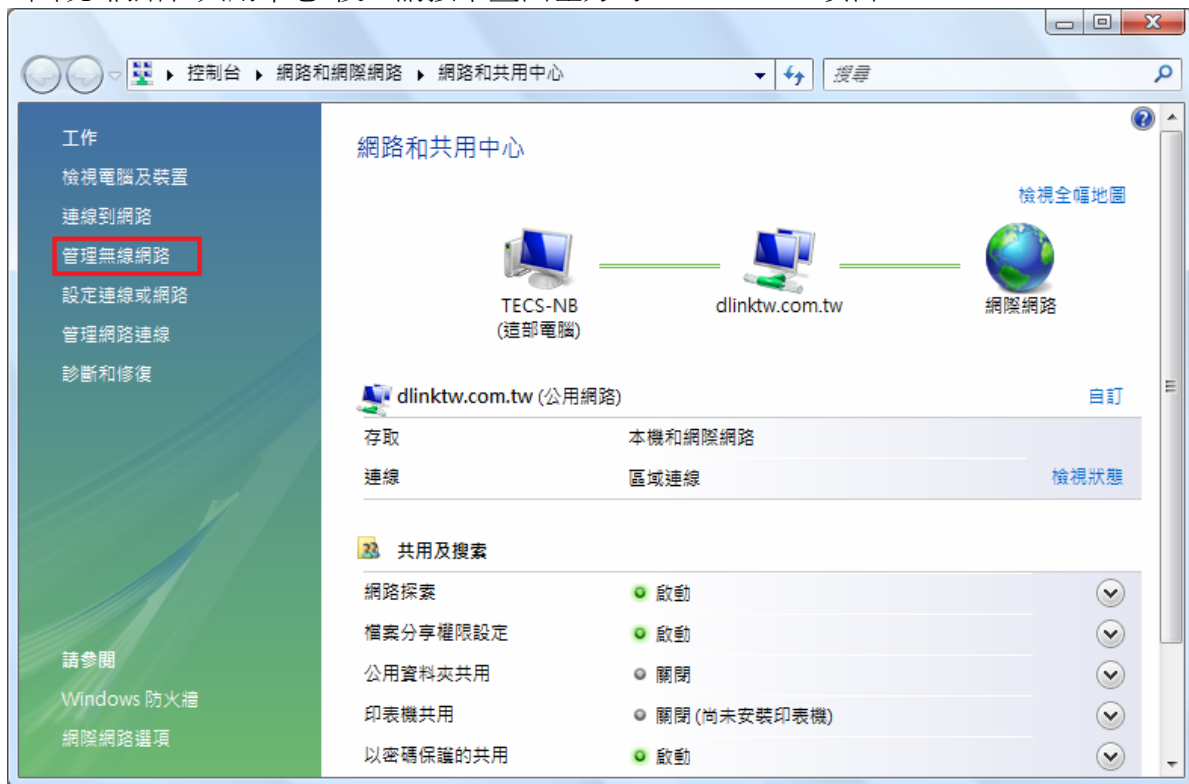 控制台 ▸ 網路和網際網路 ▸ 網路和共用中心
搜尋
工作
檢視電腦及裝置
連線到網路
管理無線網路
設定連線或網路
管理網路連線
診斷和修復
請參閱
Windows 防火牆
網際網路選項
網路和共用中心
檢視全幅地圖
TECS-NB
(這部電腦)
dlinktw.com.tw
網際網路
dlinktw.com.tw (公用網路) 自訂
存取 本機和網際網路
連線 區域連線 檢視狀態
共用及搜索
網路探索 啟動
檔案分享權限設定 啟動
公用資料夾共用 關閉
印表機共用 關閉 (尚未安裝印表機)
以密碼保護的共用 啟動